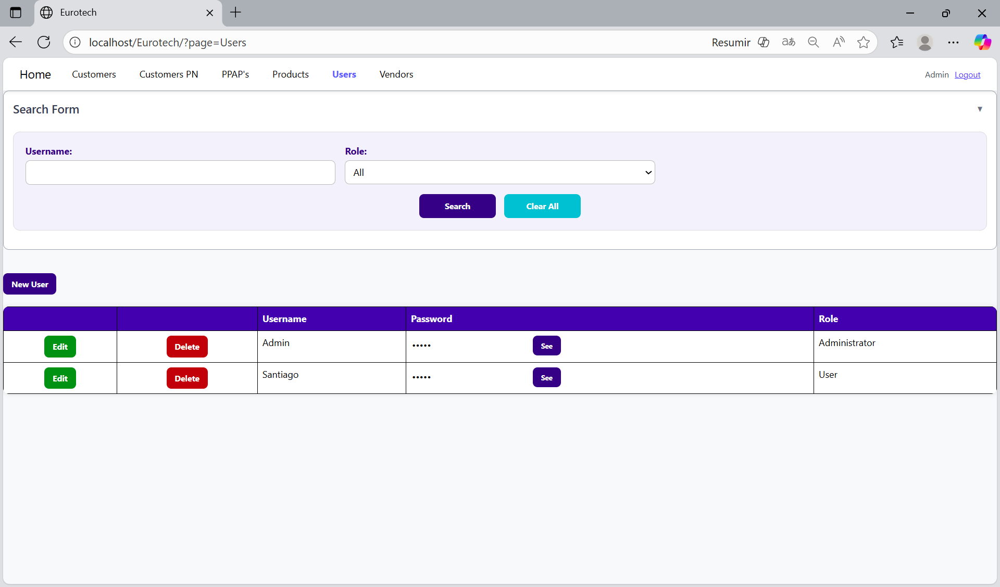 Eurotech
localhost/Eurotech/?page=Users
Resumir
Home Customers Customers PN PPAP's Products Users Vendors Admin Logout
Search Form
Username: Role:
All
Search Clear All
New User
Username Password Role
Edit Delete Admin ••••• See Administrator
Edit Delete Santiago ••••• See User